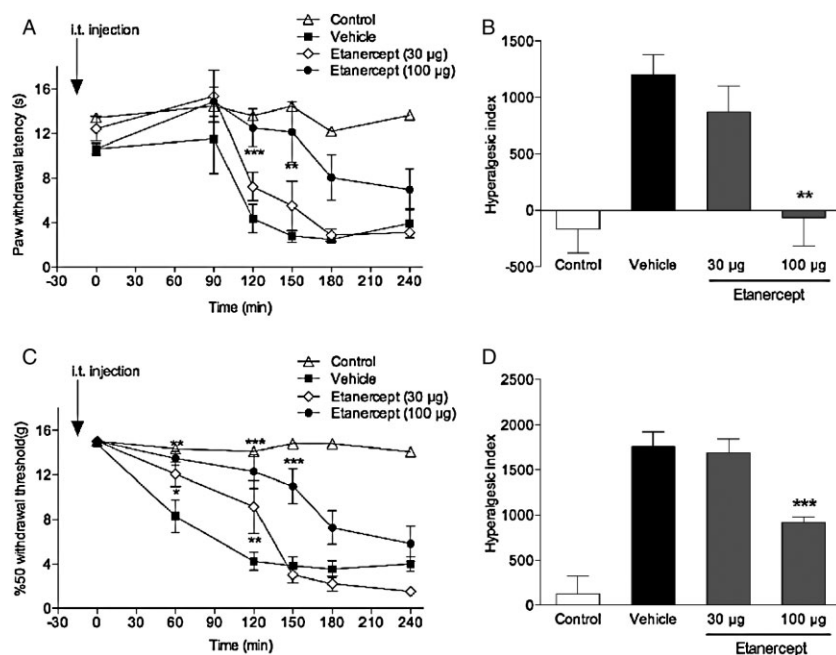 A
i.t. injection
Control
Vehicle
Etanercept (30 µg)
Etanercept (100 µg)
Paw withdrawal latency (s)
16
12
8
4
0
***
**
-30 0 30 60 90 120 150 180 210 240
Time (min)
B
Hyperalgesic index
1500
1000
500
0
-500
**
Control Vehicle 30 µg 100 µg
Etanercept
C
i.t. injection
Control
Vehicle
Etanercept (30 µg)
Etanercept (100 µg)
%50 withdrawal threshold(g)
20
16
12
8
4
0
** ***
***
*
**
-30 0 30 60 90 120 150 180 210 240
Time (min)
D
Hyperalgesic index
2500
2000
1500
1000
500
0
***
Control Vehicle 30 µg 100 µg
Etanercept